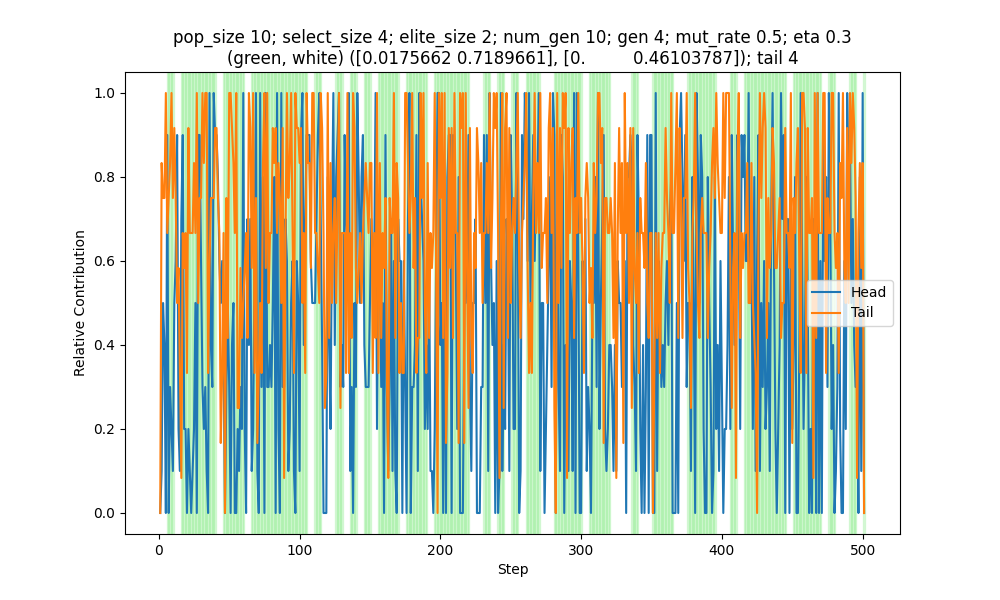 pop_size 10; select_size 4; elite_size 2; num_gen 10; gen 4; mut_rate 0.5; eta 0.3
(green, white) ([0.0175662 0.7189661], [0.         0.46103787]); tail 4
1.0
0.8
0.6
0.4
0.2
0.0
Relative Contribution
Head
Tail
0 100 200 300 400 500
Step